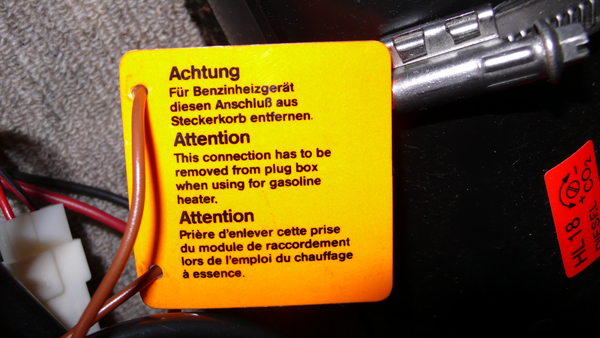 Achtung
Für Benzinheizgerät
diesen Anschluß aus
Steckerkorb entfernen.
Attention
This connection has to be
removed from plug box
when using for gasoline
heater.
Attention
Prière d'enlever cette prise
du module de raccordement
lors de l'emploi du chauffage
à essence.
HL18 + CO2 -
DIESEL